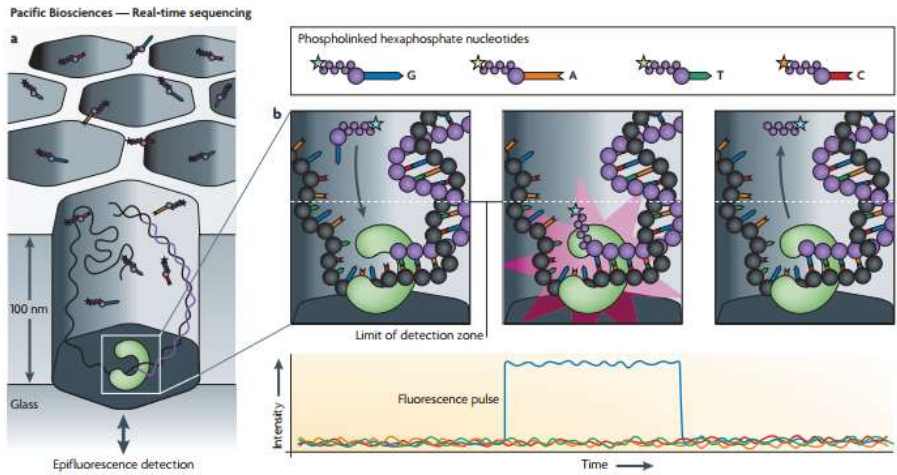 Pacific Biosciences — Real-time sequencing
a
Phospholinked hexaphosphate nucleotides
G
A
T
C
b
100 nm
Limit of detection zone
Glass
Fluorescence pulse
Intensity
Epifluorescence detection
Time